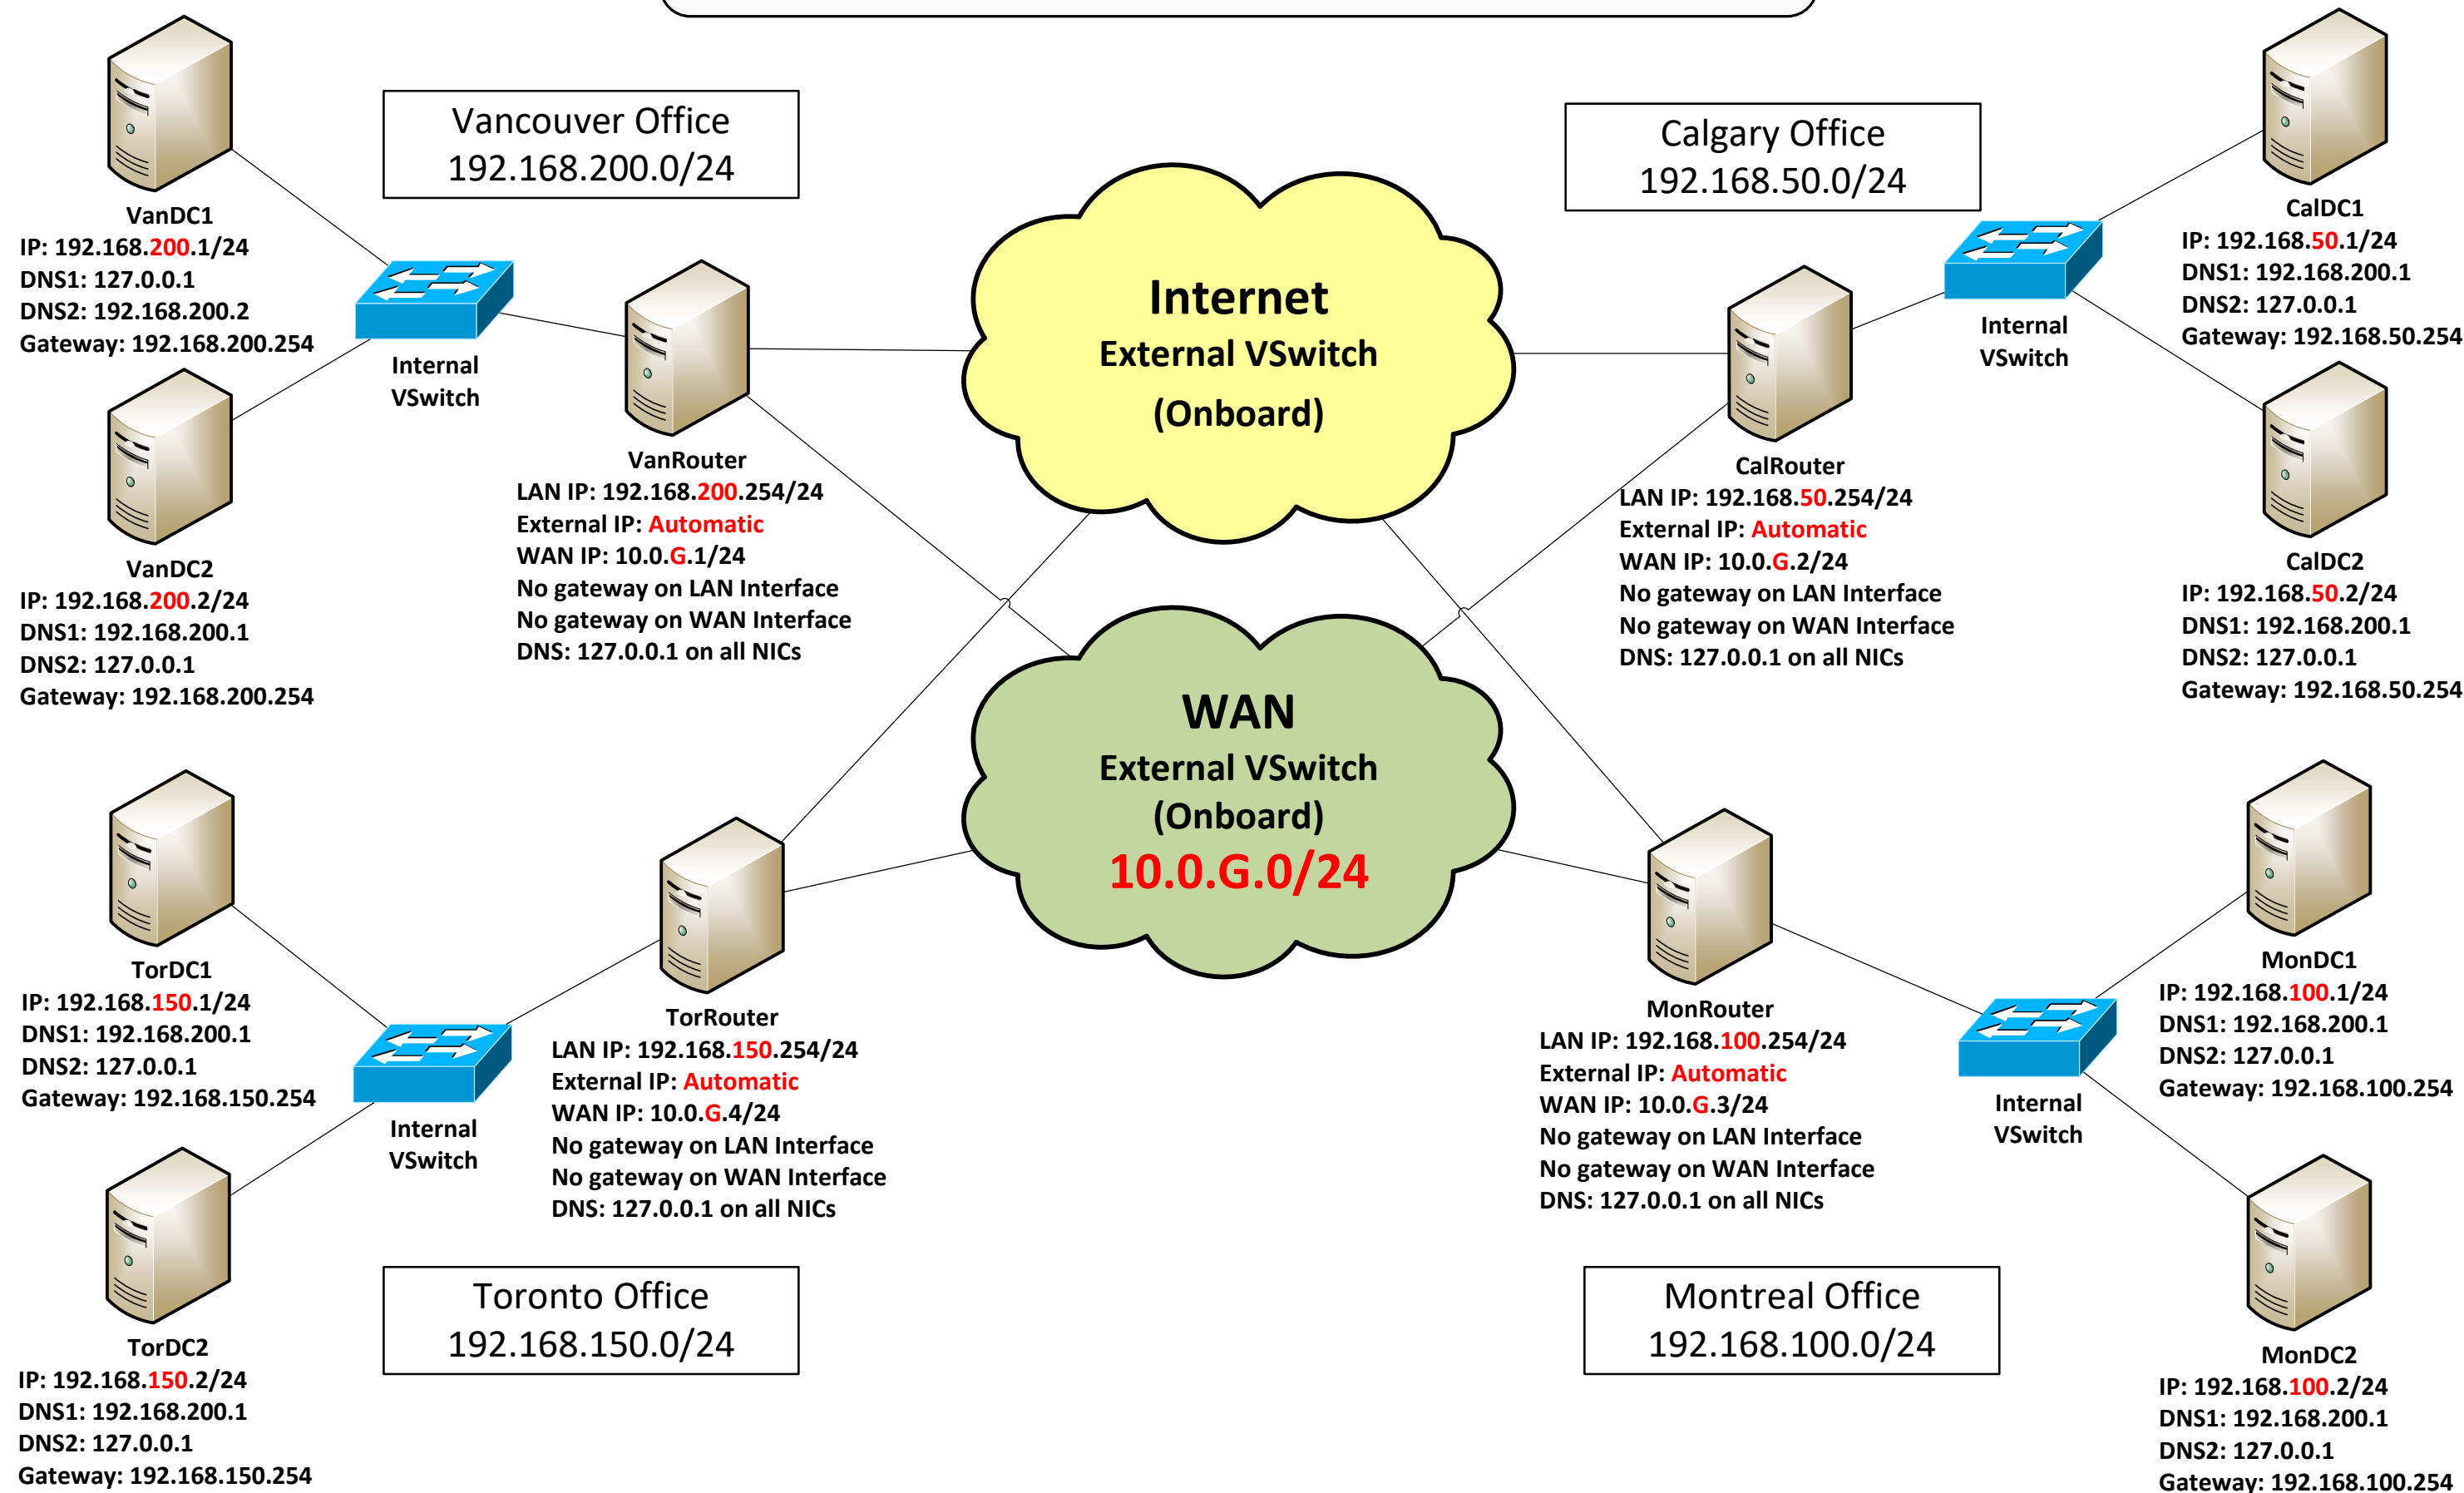 Vancouver Office
192.168.200.0/24
Calgary Office
192.168.50.0/24
VanDC1
IP: 192.168.200.1/24
DNS1: 127.0.0.1
DNS2: 192.168.200.2
Gateway: 192.168.200.254
Internal
VSwitch
VanDC2
IP: 192.168.200.2/24
DNS1: 192.168.200.1
DNS2: 127.0.0.1
Gateway: 192.168.200.254
VanRouter
LAN IP: 192.168.200.254/24
External IP: Automatic
WAN IP: 10.0.G.1/24
No gateway on LAN Interface
No gateway on WAN Interface
DNS: 127.0.0.1 on all NICs
Internet
External VSwitch
(Onboard)
CalRouter
LAN IP: 192.168.50.254/24
External IP: Automatic
WAN IP: 10.0.G.2/24
No gateway on LAN Interface
No gateway on WAN Interface
DNS: 127.0.0.1 on all NICs
Internal
VSwitch
CalDC1
IP: 192.168.50.1/24
DNS1: 192.168.200.1
DNS2: 127.0.0.1
Gateway: 192.168.50.254
CalDC2
IP: 192.168.50.2/24
DNS1: 192.168.200.1
DNS2: 127.0.0.1
Gateway: 192.168.50.254
WAN
External VSwitch
(Onboard)
10.0.G.0/24
TorDC1
IP: 192.168.150.1/24
DNS1: 192.168.200.1
DNS2: 127.0.0.1
Gateway: 192.168.150.254
Internal
VSwitch
TorRouter
LAN IP: 192.168.150.254/24
External IP: Automatic
WAN IP: 10.0.G.4/24
No gateway on LAN Interface
No gateway on WAN Interface
DNS: 127.0.0.1 on all NICs
TorDC2
IP: 192.168.150.2/24
DNS1: 192.168.200.1
DNS2: 127.0.0.1
Gateway: 192.168.150.254
Toronto Office
192.168.150.0/24
MonRouter
LAN IP: 192.168.100.254/24
External IP: Automatic
WAN IP: 10.0.G.3/24
No gateway on LAN Interface
No gateway on WAN Interface
DNS: 127.0.0.1 on all NICs
Internal
VSwitch
MonDC1
IP: 192.168.100.1/24
DNS1: 192.168.200.1
DNS2: 127.0.0.1
Gateway: 192.168.100.254
Montreal Office
192.168.100.0/24
MonDC2
IP: 192.168.100.2/24
DNS1: 192.168.200.1
DNS2: 127.0.0.1
Gateway: 192.168.100.254